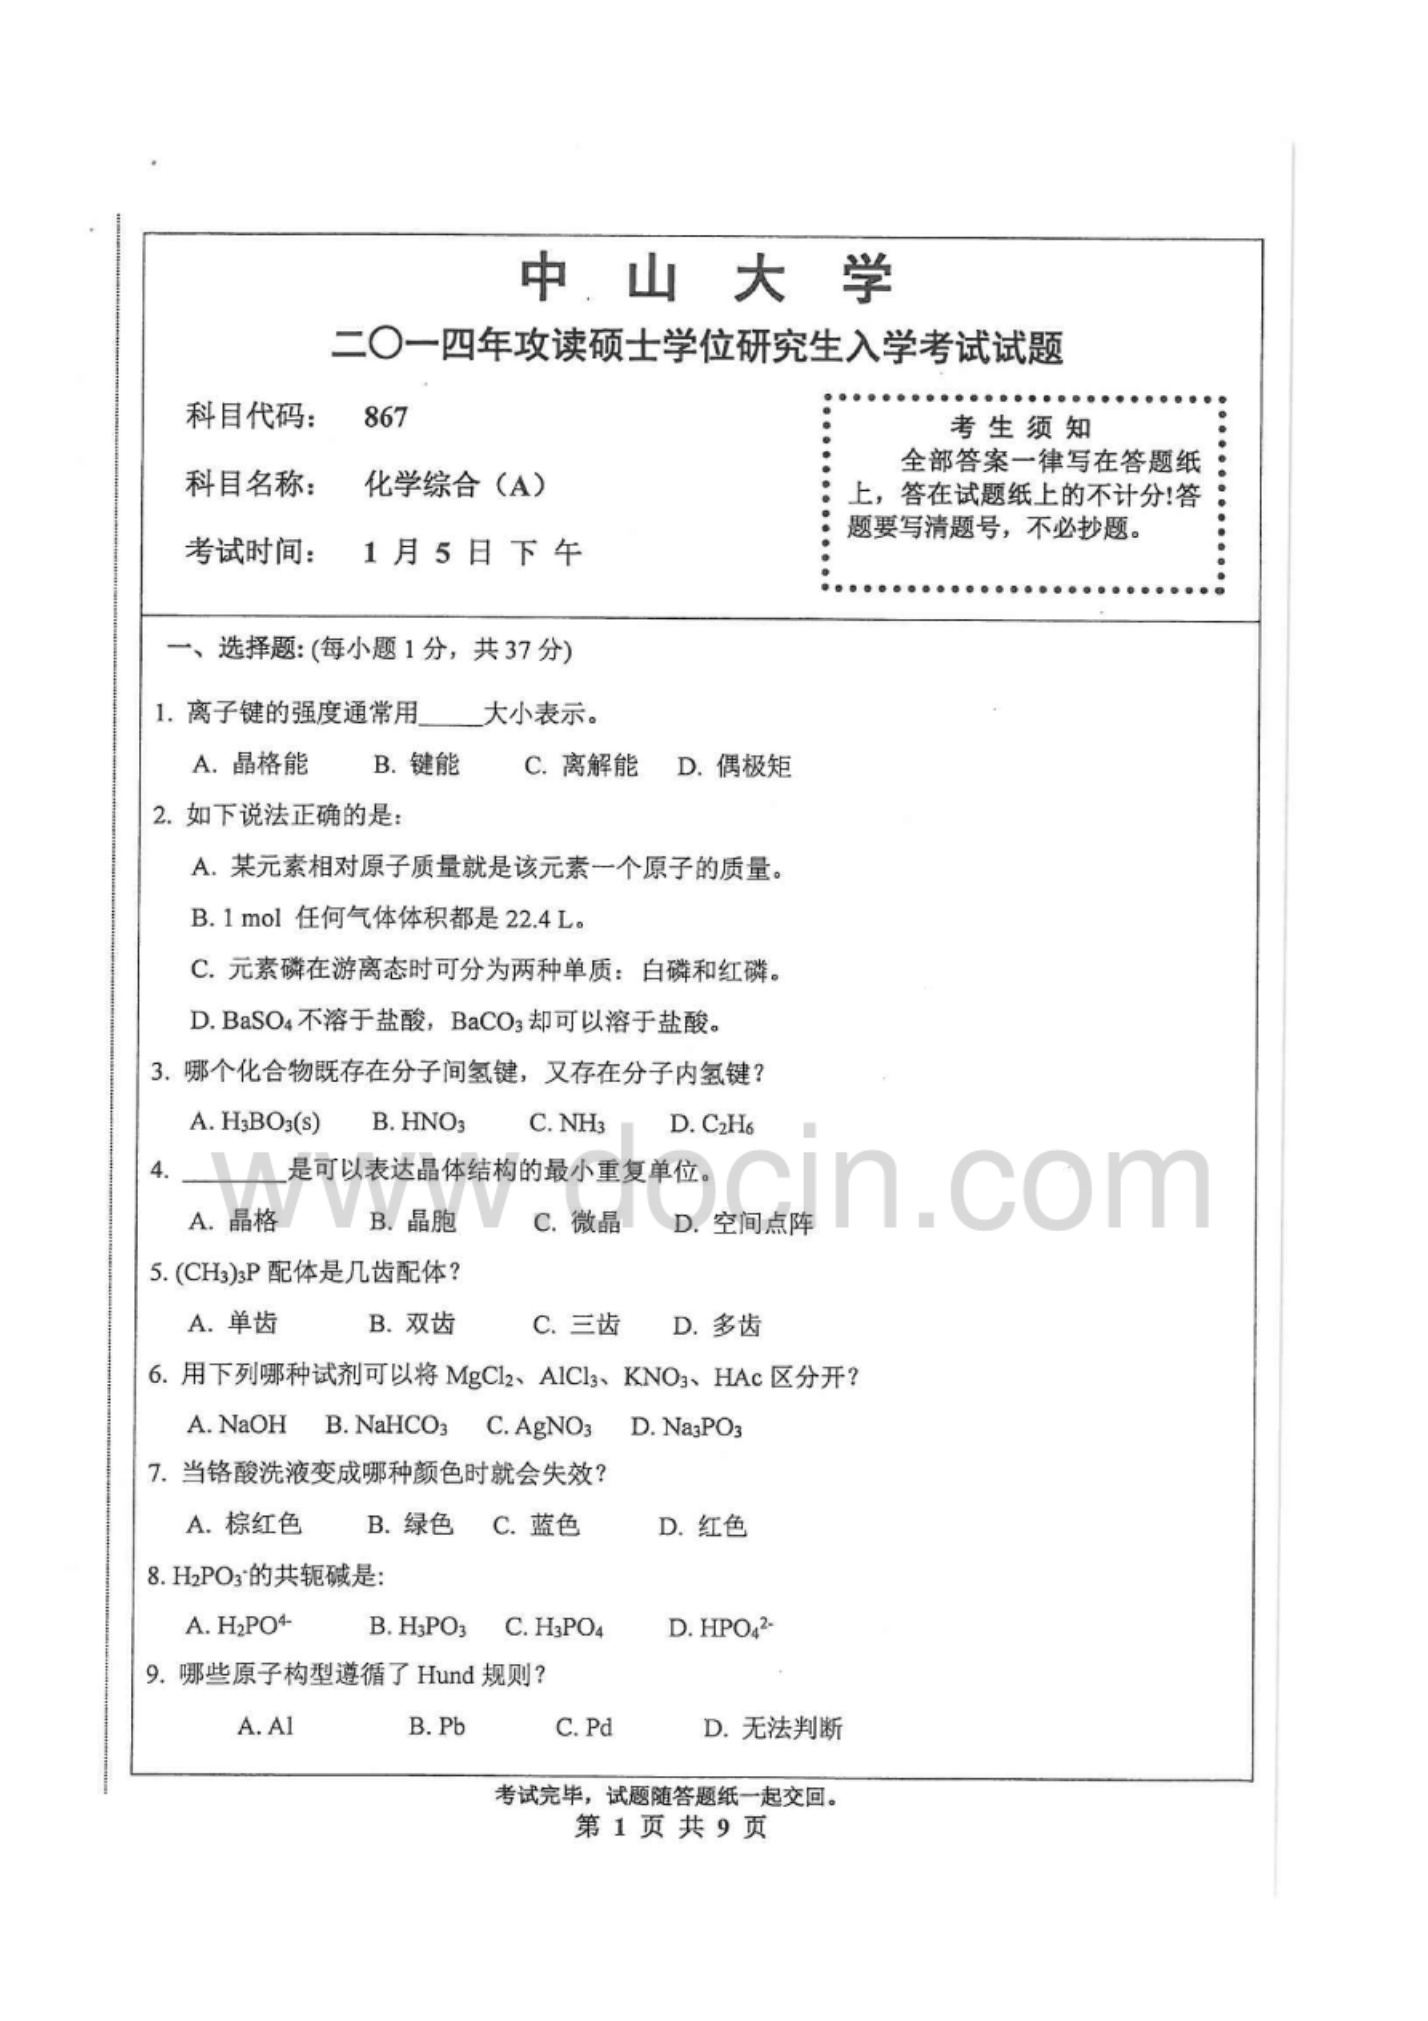 中 山 大 学
二〇一四年攻读硕士学位研究生入学考试试题
科目代码： 867
科目名称： 化学综合（A）
考试时间： 1 月 5 日 下 午
考 生 须 知
全部答案一律写在答题纸
上，答在试题纸上的不计分!答
题要写清题号，不必抄题。
一、选择题: (每小题 1 分，共 37 分)
1. 离子键的强度通常用_____大小表示。
A. 晶格能 B. 键能 C. 离解能 D. 偶极矩
2. 如下说法正确的是：
A. 某元素相对原子质量就是该元素一个原子的质量。
B. 1 mol 任何气体体积都是 22.4 L。
C. 元素磷在游离态时可分为两种单质：白磷和红磷。
D. BaSO₄ 不溶于盐酸，BaCO₃ 却可以溶于盐酸。
3. 哪个化合物既存在分子间氢键，又存在分子内氢键？
A. H₃BO₃(s) B. HNO₃ C. NH₃ D. C₂H₆
4. ________是可以表达晶体结构的最小重复单位。
www.docin.com
A. 晶格 B. 晶胞 C. 微晶 D. 空间点阵
5. (CH₃)₃P 配体是几齿配体？
A. 单齿 B. 双齿 C. 三齿 D. 多齿
6. 用下列哪种试剂可以将 MgCl₂、AlCl₃、KNO₃、HAc 区分开？
A. NaOH B. NaHCO₃ C. AgNO₃ D. Na₃PO₃
7. 当铬酸洗液变成哪种颜色时就会失效？
A. 棕红色 B. 绿色 C. 蓝色 D. 红色
8. H₂PO₃⁻的共轭碱是:
A. H₂PO⁴⁻ B. H₃PO₃ C. H₃PO₄ D. HPO₄²⁻
9. 哪些原子构型遵循了 Hund 规则？
A. Al B. Pb C. Pd D. 无法判断
考试完毕，试题随答题纸一起交回。
第 1 页 共 9 页